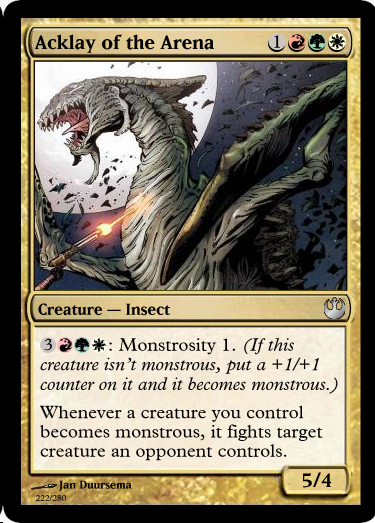 Acklay of the Arena 1
Creature — Insect
3: Monstrosity 1. (If this
creature isn't monstrous, put a +1/+1
counter on it and it becomes monstrous.)
Whenever a creature you control
becomes monstrous, it fights target
creature an opponent controls.
5/4
Jan Duursema
222/280